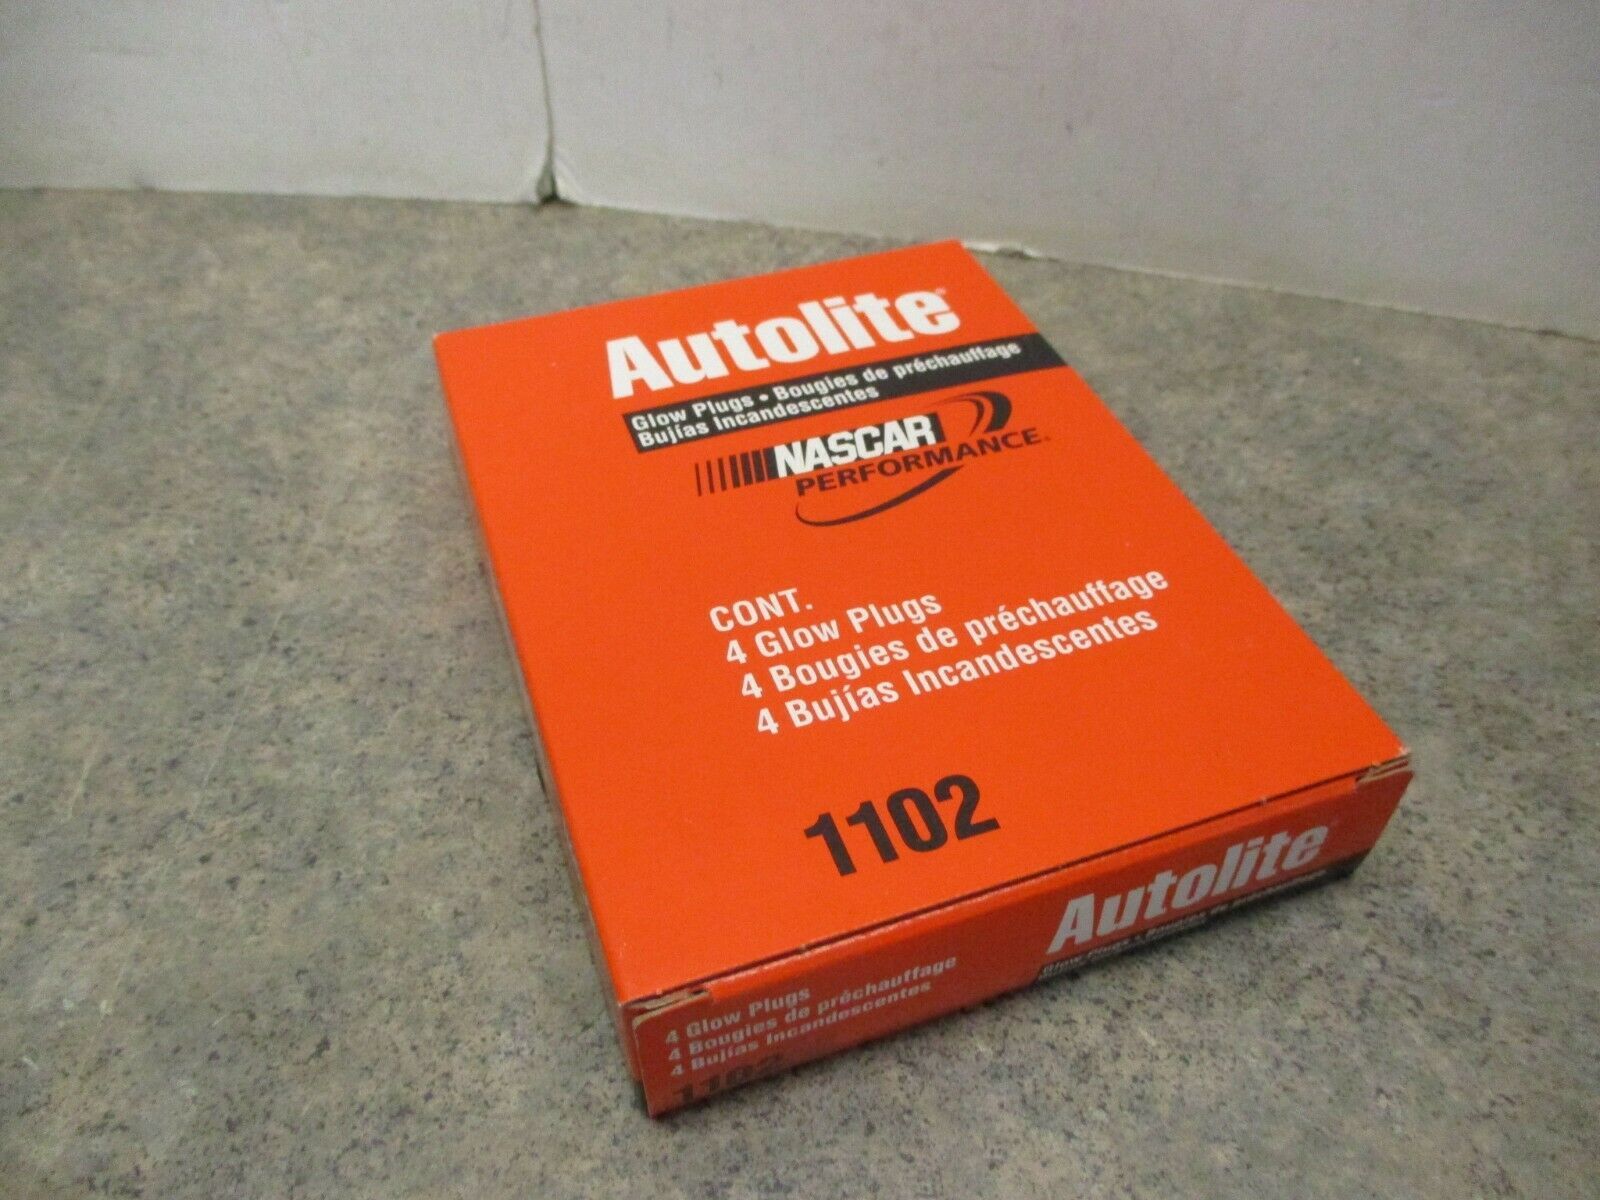 Autolite
Glow Plugs • Bougies de préchauffage
Bujías Incandescentes
NASCAR
PERFORMANCE
CONT.
4 Glow Plugs
4 Bougies de préchauffage
4 Bujías Incandescentes
1102
Autolite
Glow Plugs •
4 Glow Plugs
4 Bougies de préchauffage
4 Bujías Incandescentes
1102